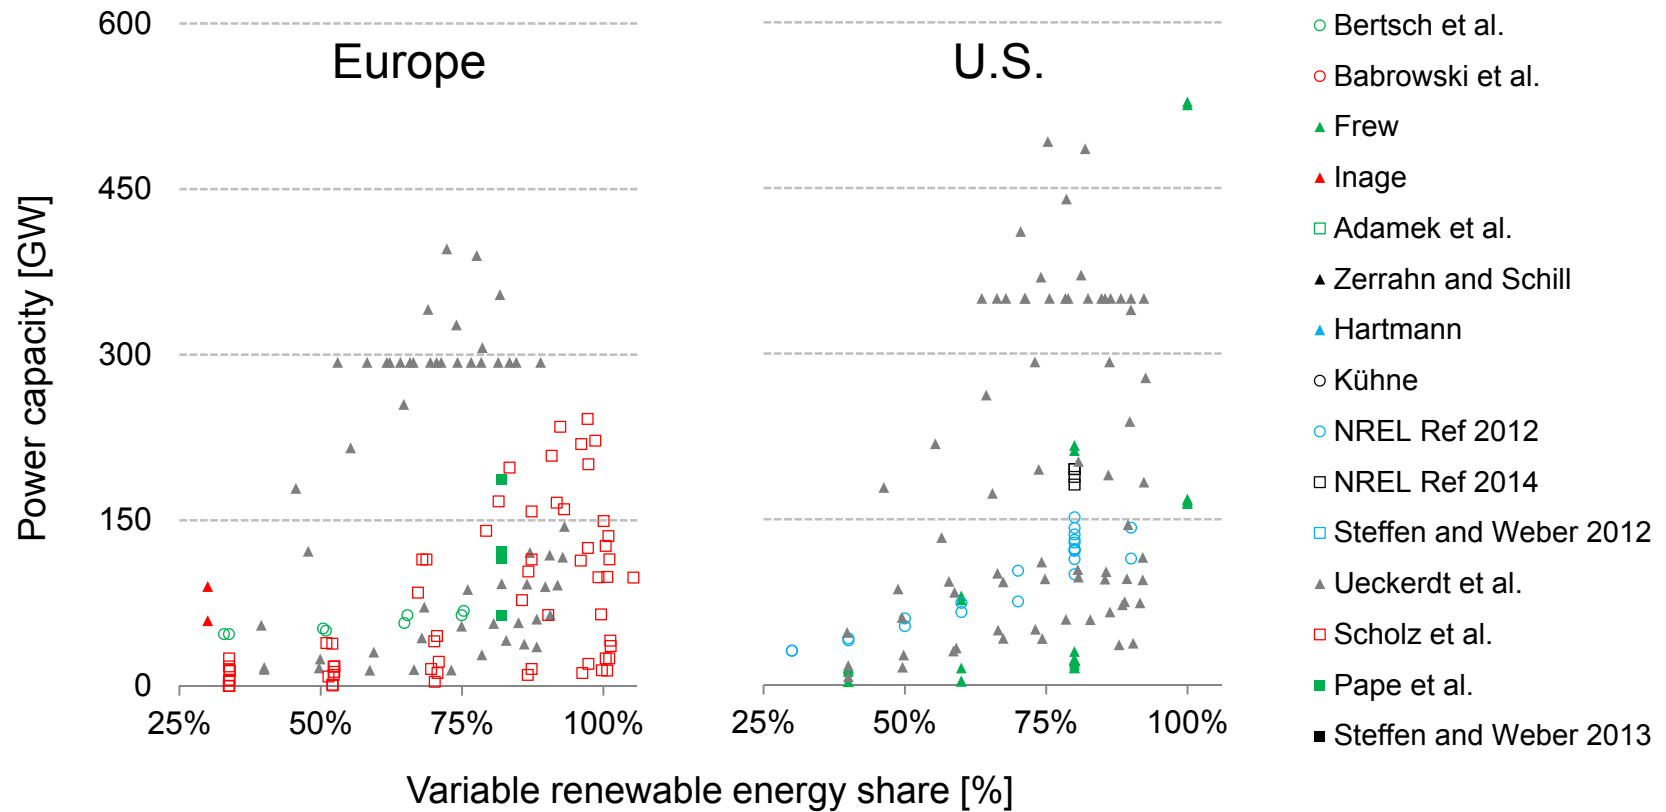 Europe
U.S.
Power capacity [GW]
600
450
300
150
0
25%
50%
75%
100%
25%
50%
75%
100%
Variable renewable energy share [%]
Bertsch et al.
Babrowski et al.
Frew
Inage
Adamek et al.
Zerrahn and Schill
Hartmann
Kühne
NREL Ref 2012
NREL Ref 2014
Steffen and Weber 2012
Ueckerdt et al.
Scholz et al.
Pape et al.
Steffen and Weber 2013